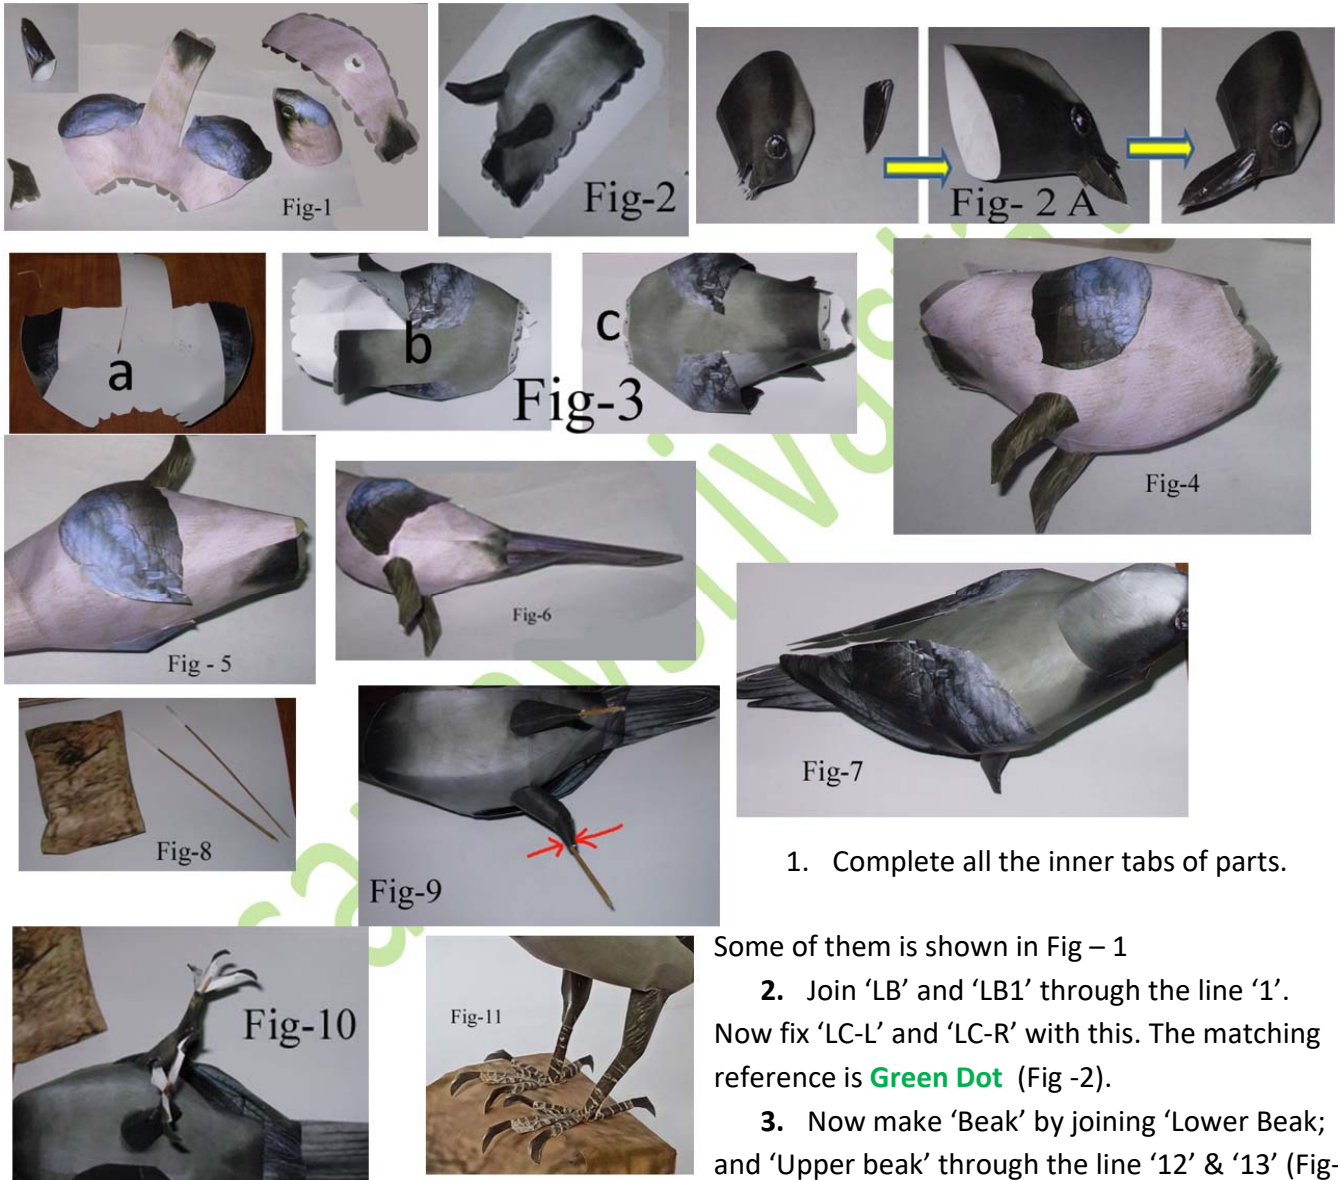 Fig-1
Fig-2
Fig- 2 A
a
b
c
Fig-3
Fig-4
Fig - 5
Fig-6
Fig-7
Fig-8
Fig-9
Fig-10
Fig-11
1. Complete all the inner tabs of parts.
Some of them is shown in Fig – 1
2. Join ‘LB’ and ‘LB1’ through the line ‘1’.
Now fix ‘LC-L’ and ‘LC-R’ with this. The matching
reference is Green Dot (Fig -2).
3. Now make ‘Beak’ by joining ‘Lower Beak;
and ‘Upper beak’ through the line ‘12’ & ‘13’ (Fig-